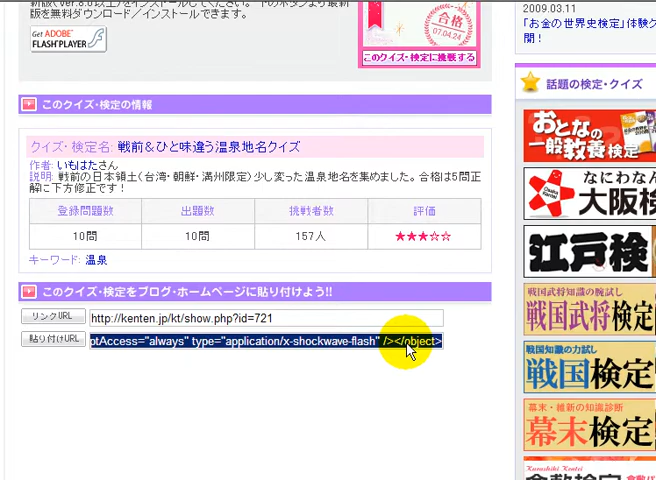 新版(Ver.8.0以上)をインストールしてください。下のボタンより最新
版を無料ダウンロード／インストールできます。
Get ADOBE
FLASH PLAYER
合格
07.04.24
このクイズ・検定に挑戦する
2009.03.11
「お金の世界史検定」体験
開！
このクイズ・検定の情報
クイズ・検定名: 戦前＆ひと味違う温泉地名クイズ
作者: いもはたさん
説明: 戦前の日本領土(台湾・朝鮮・満州限定)少し変った温泉地名を集めました。合格は5問正
解に下方修正です！
登録問題数 出題数 挑戦者数 評価
10問 10問 157人 ★★★☆☆
キーワード: 温泉
このクイズ・検定をブログ・ホームページに貼り付けよう!!
リンクURL http://kenten.jp/kt/show.php?id=721
貼り付けURL ptAccess="always" type="application/x-shockwave-flash" /></object>
話題の検定・クイズ
おとなの
一般教養検定
なにわなん
Osaka Kentei
大阪検
江戸検
戦国武将知識の腕試し
戦国武将検定
戦国知識の力試し
戦国検定
幕末・維新の知識診断
幕末検定
Kurashiki Kentei
倉敷検定